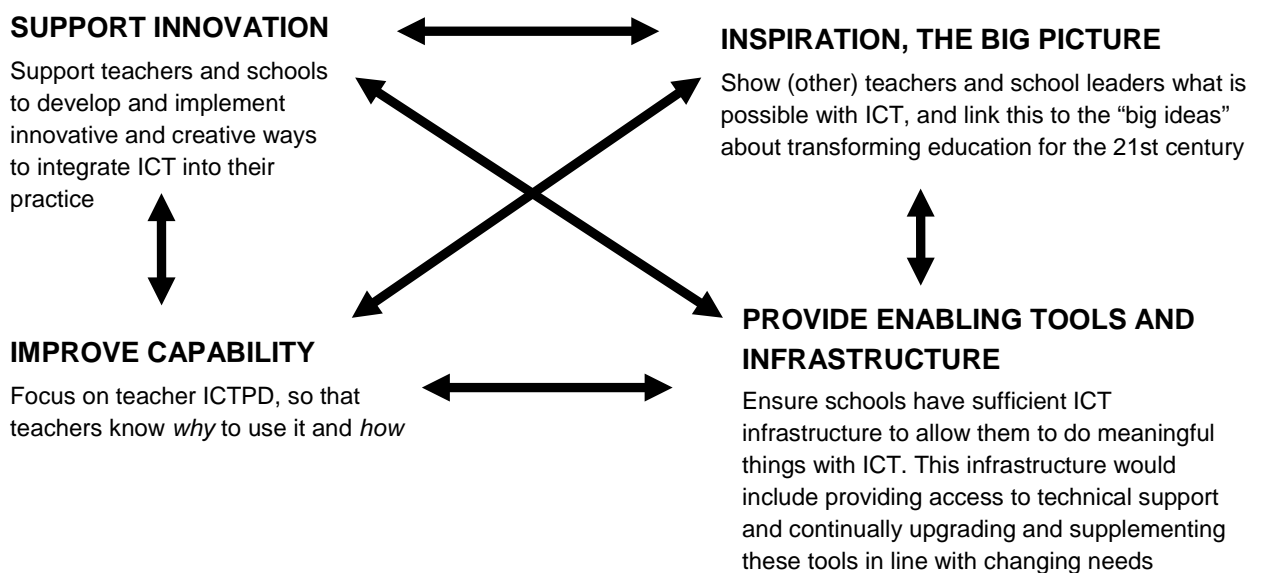 SUPPORT INNOVATION
Support teachers and schools
to develop and implement
innovative and creative ways
to integrate ICT into their
practice
INSPIRATION, THE BIG PICTURE
Show (other) teachers and school leaders what is
possible with ICT, and link this to the “big ideas”
about transforming education for the 21st century
IMPROVE CAPABILITY
Focus on teacher ICTPD, so that
teachers know why to use it and how
PROVIDE ENABLING TOOLS AND
INFRASTRUCTURE
Ensure schools have sufficient ICT
infrastructure to allow them to do meaningful
things with ICT. This infrastructure would
include providing access to technical support
and continually upgrading and supplementing
these tools in line with changing needs